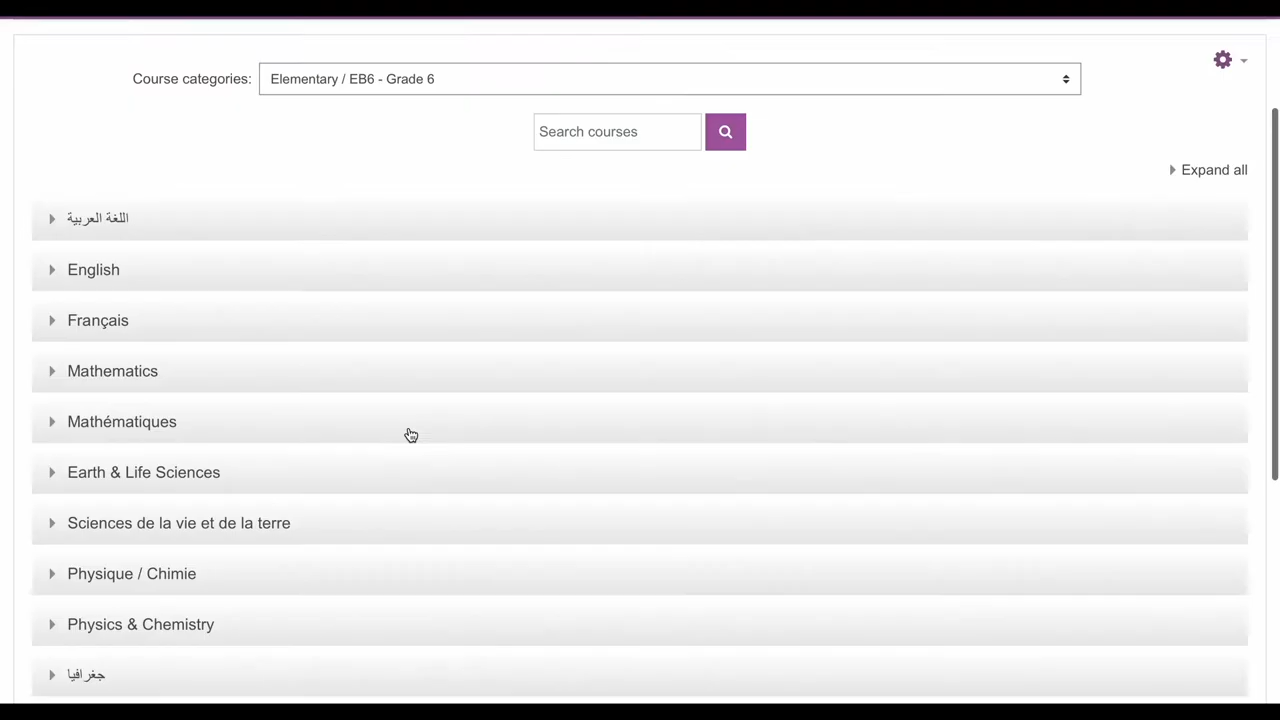 Course categories: Elementary / EB6 - Grade 6
Search courses
Expand all
اللغة العربية
English
Français
Mathematics
Mathématiques
Earth & Life Sciences
Sciences de la vie et de la terre
Physique / Chimie
Physics & Chemistry
جغرافيا